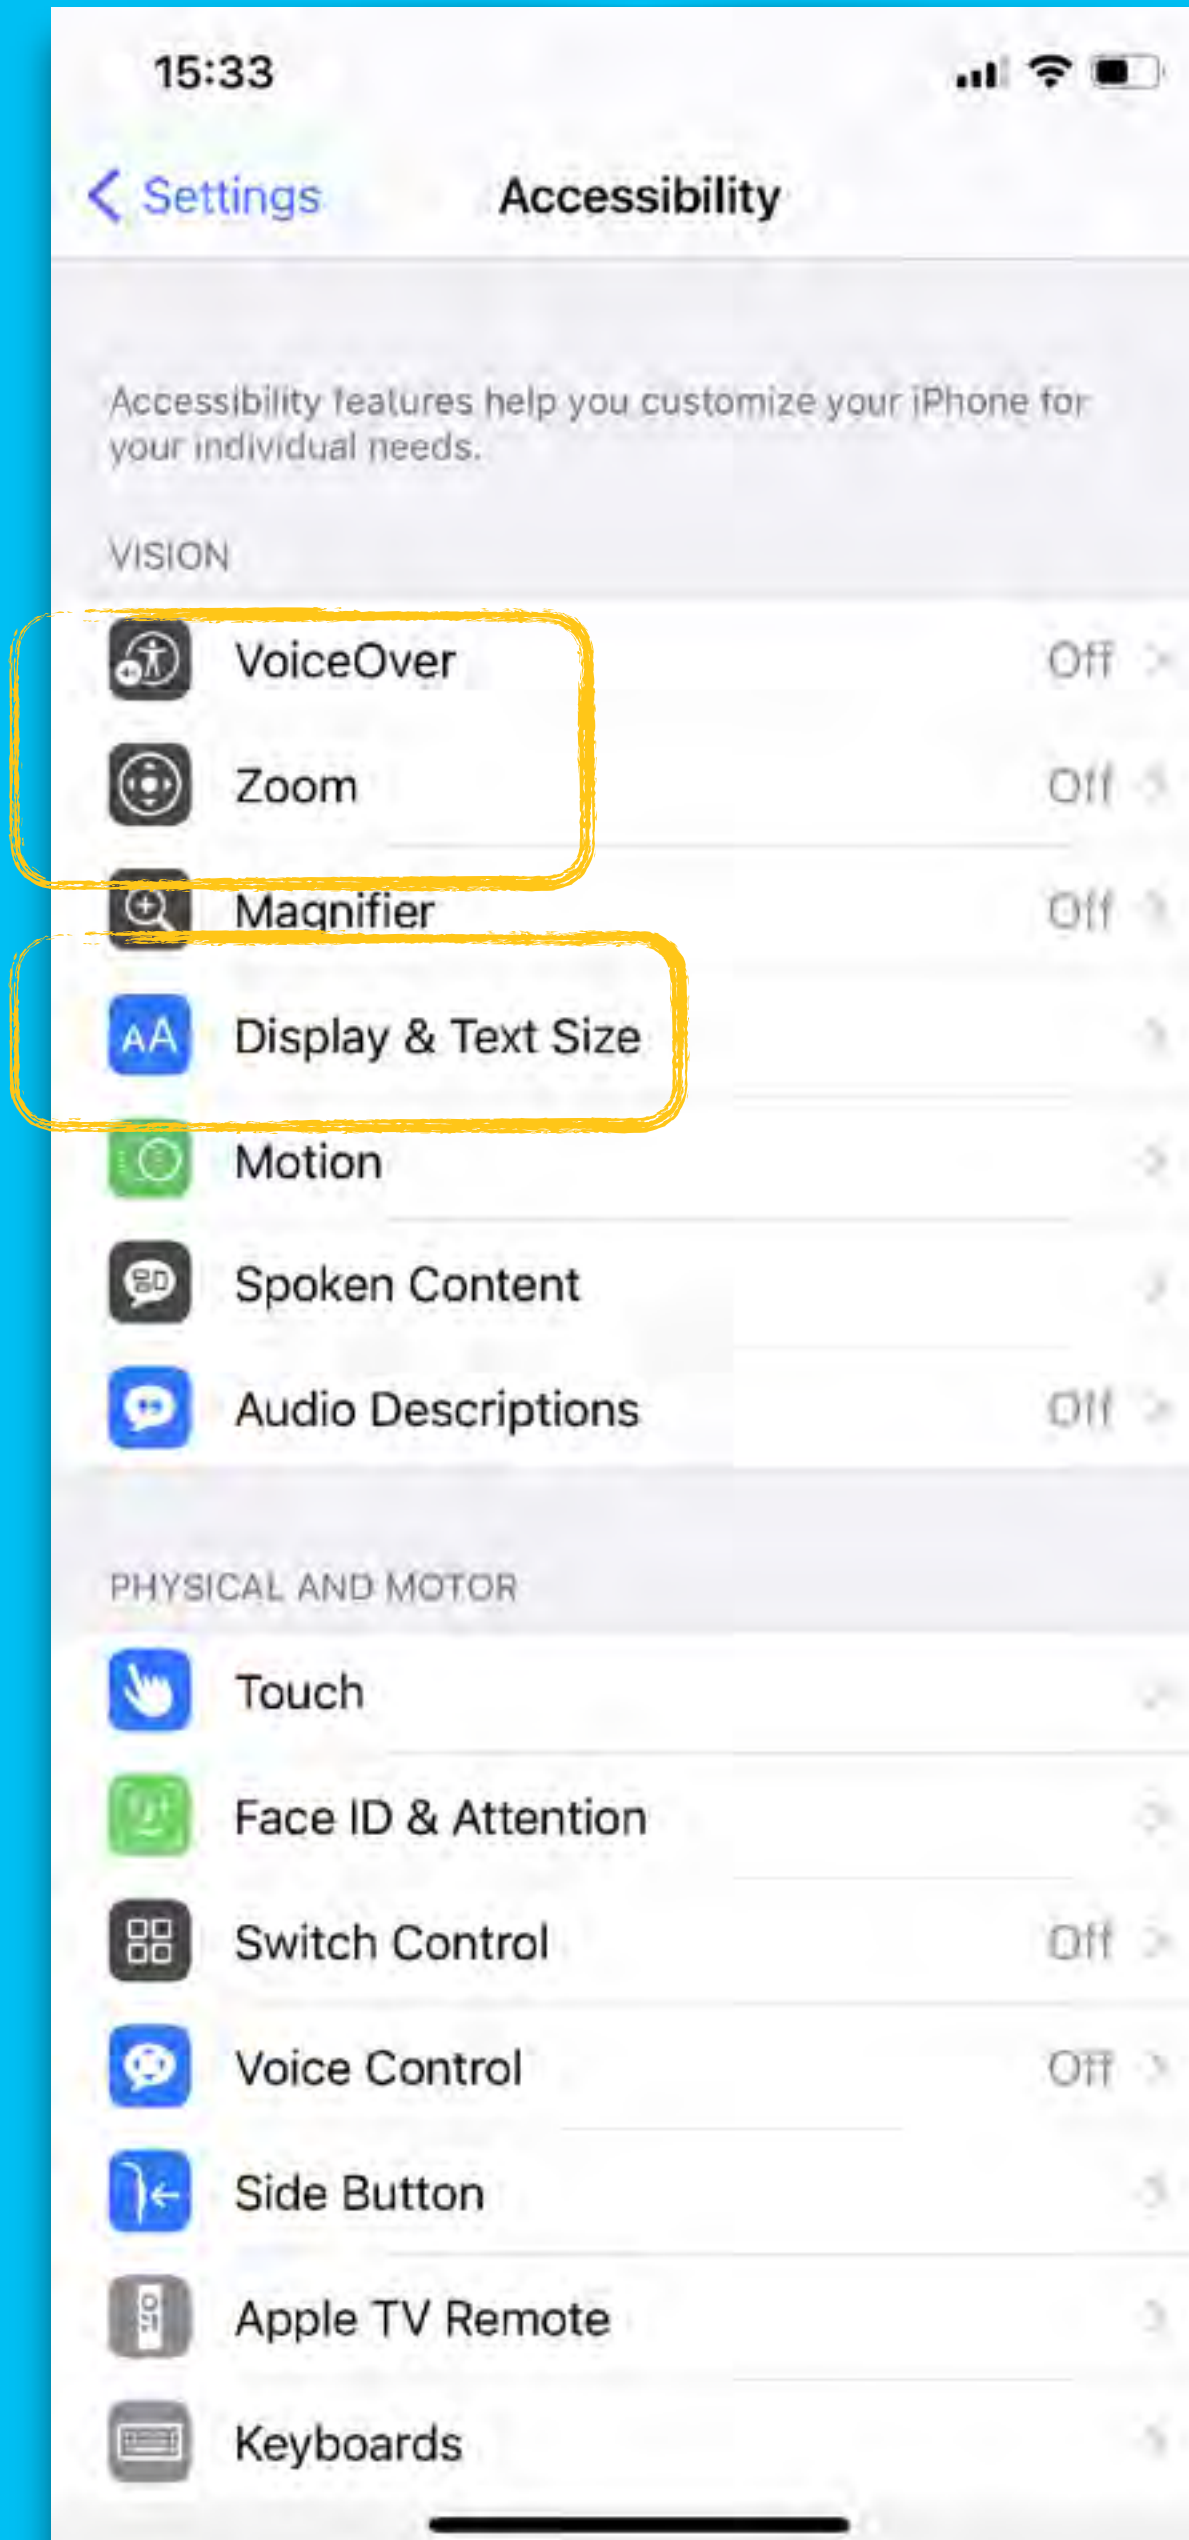 15:33
Settings
Accessibility
Accessibility features help you customize your iPhone for
your individual needs.
VISION
VoiceOver Off
Zoom Off
Magnifier Off
AA Display & Text Size
Motion
Spoken Content
Audio Descriptions Off
PHYSICAL AND MOTOR
Touch
Face ID & Attention
Switch Control Off
Voice Control Off
Side Button
Apple TV Remote
Keyboards